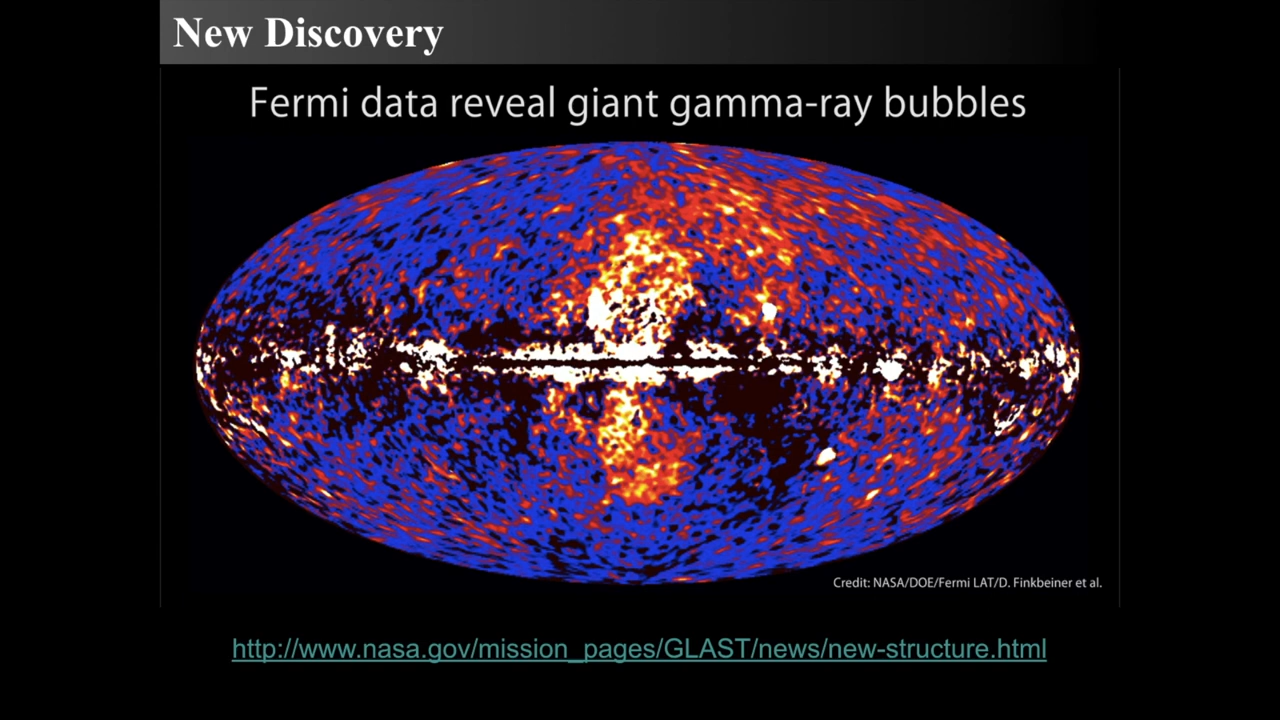 New Discovery
Fermi data reveal giant gamma-ray bubbles
Credit: NASA/DOE/Fermi LAT/D. Finkbeiner et al.
http://www.nasa.gov/mission_pages/GLAST/news/new-structure.html